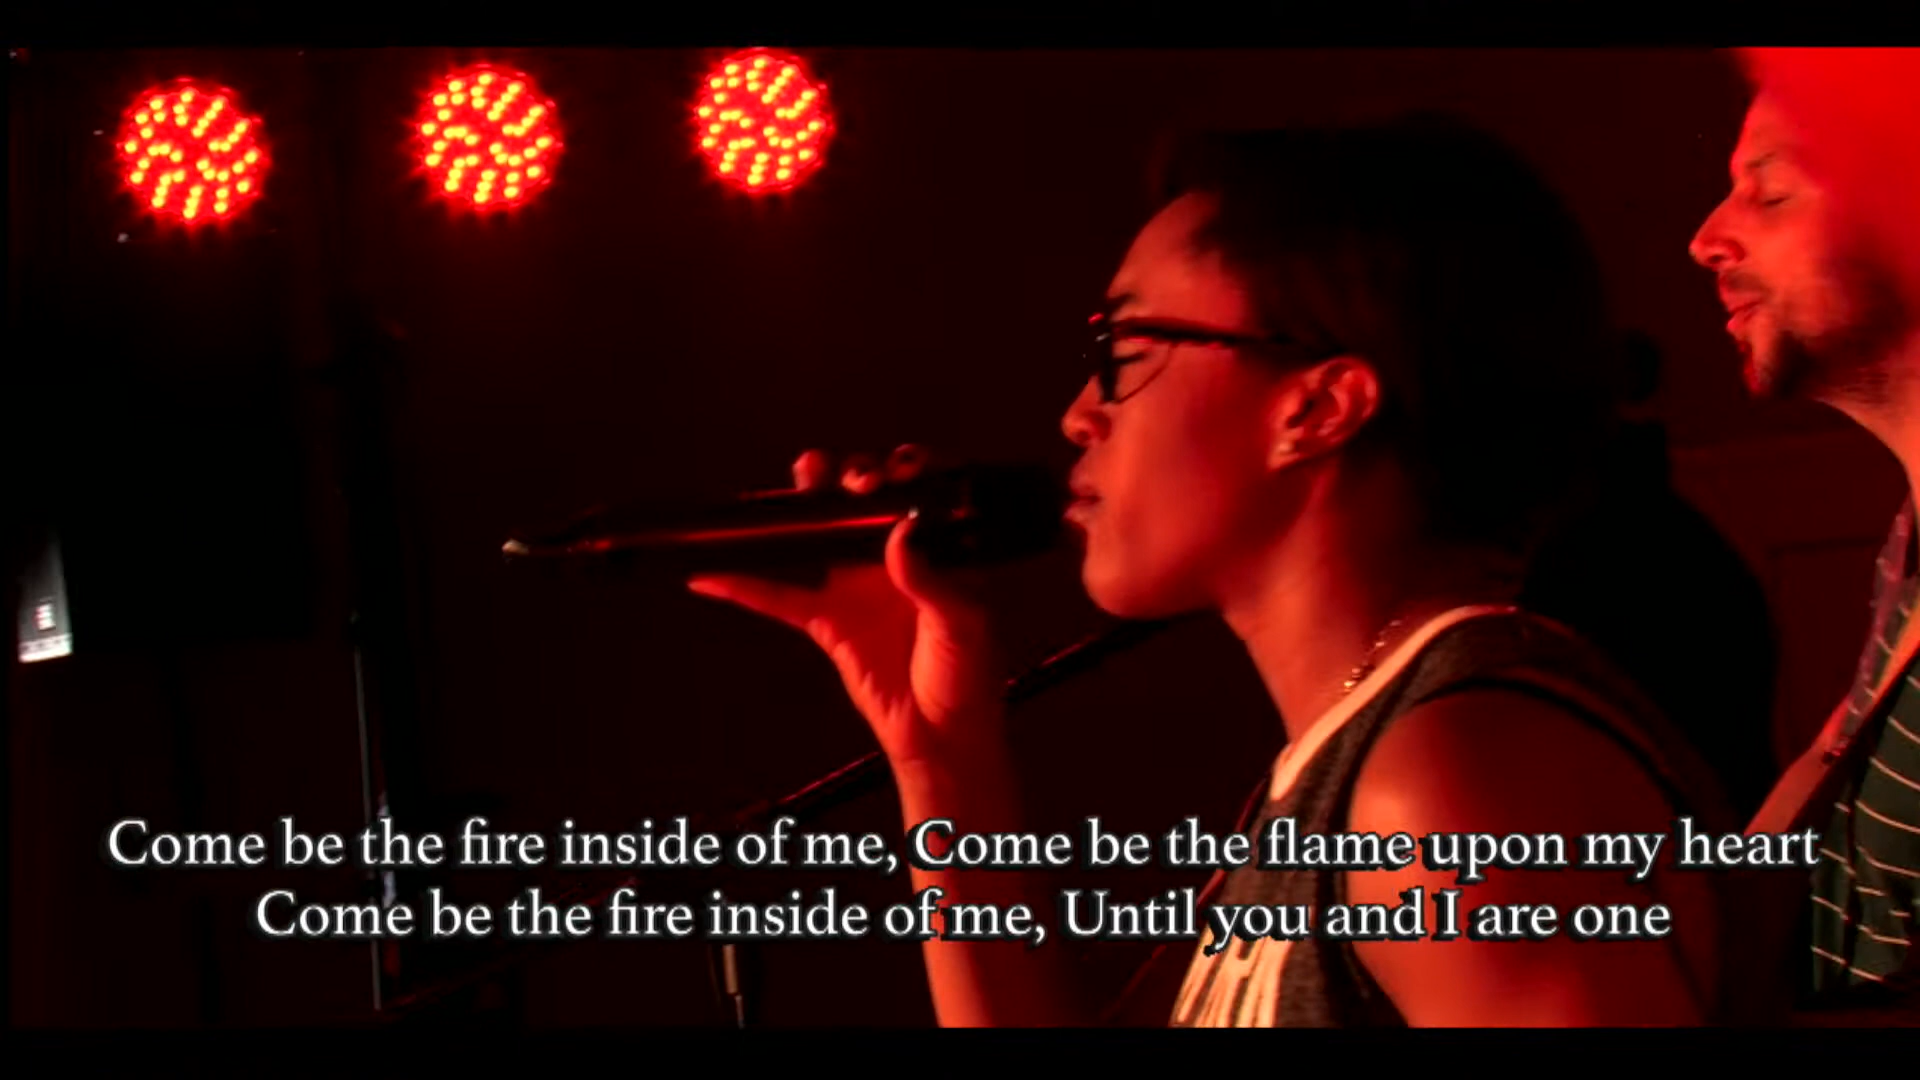 Come be the fire inside of me, Come be the flame upon my heart
Come be the fire inside of me, Until you and I are one